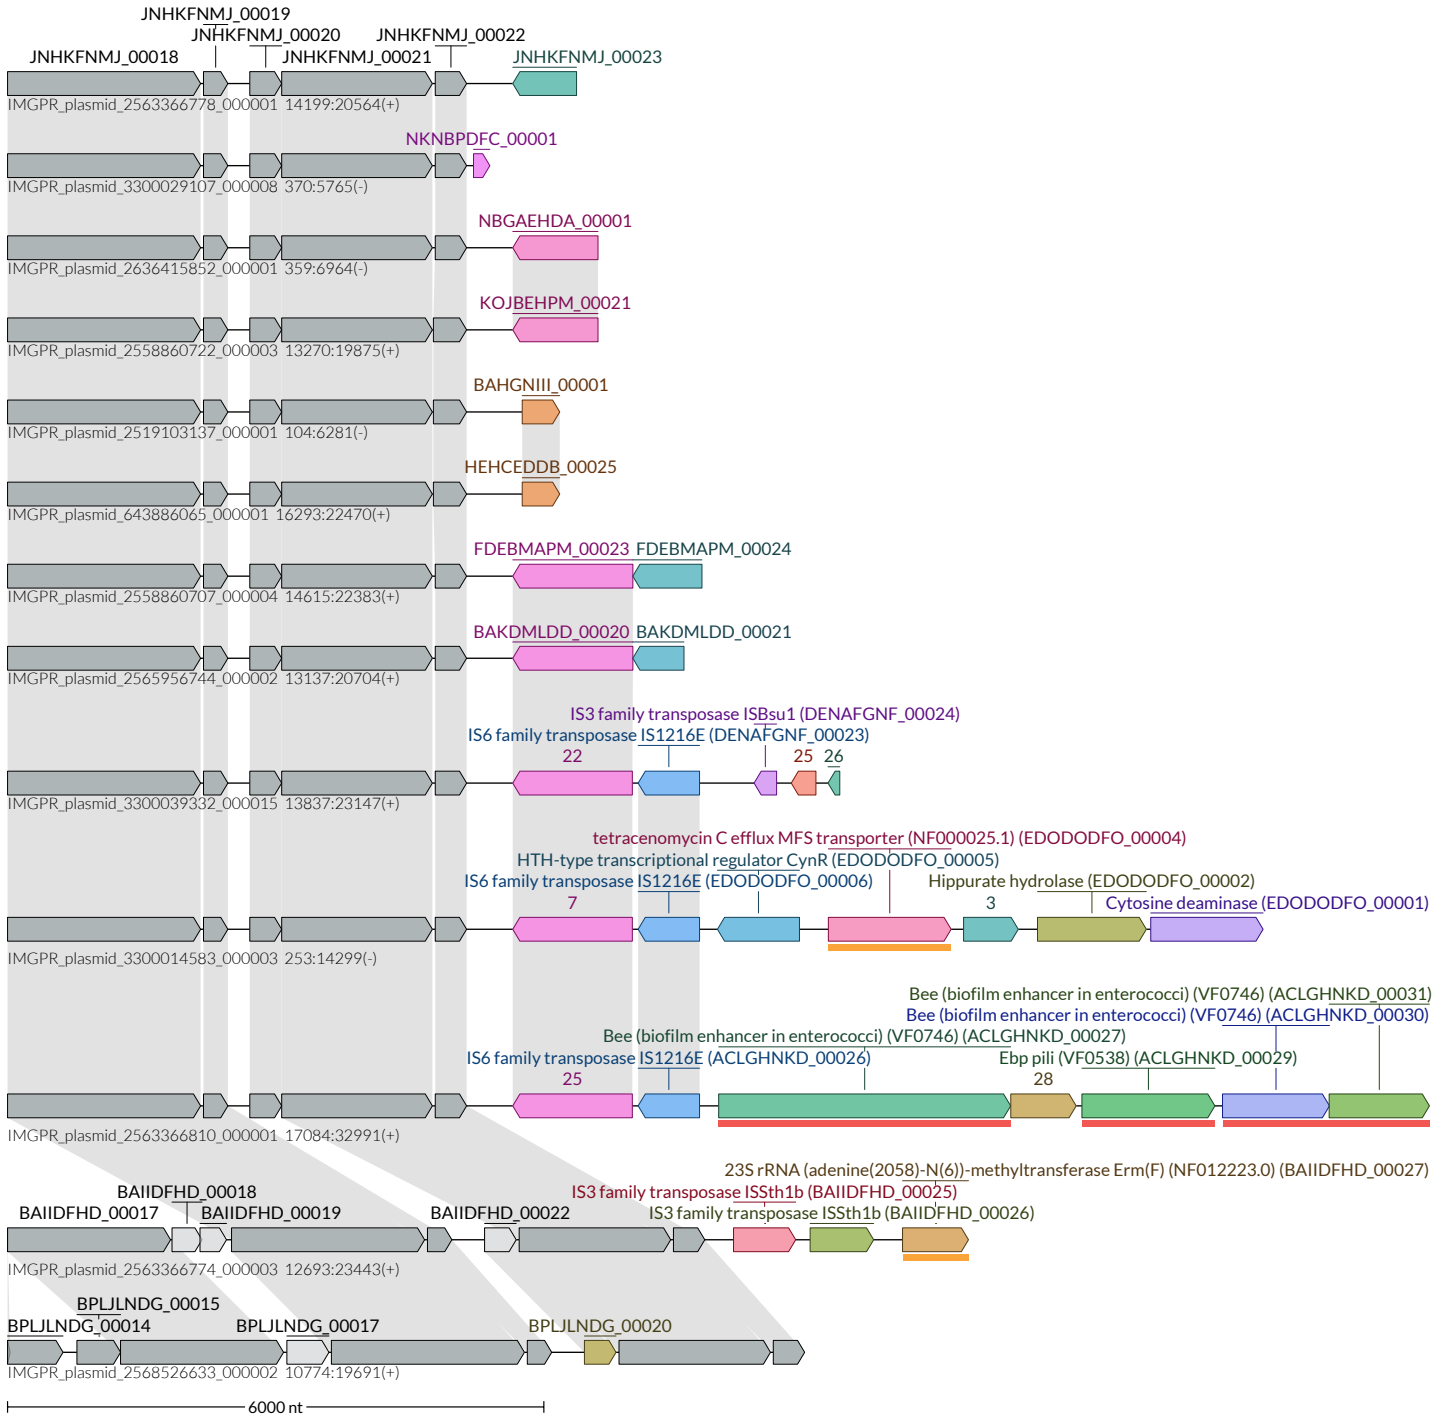 JNHKFNMJ_00019
JNHKFNMJ_00020 JNHKFNMJ_00022
JNHKFNMJ_00018 JNHKFNMJ_00021 JNHKFNMJ_00023
IMGPR_plasmid_2563366778_000001 14199:20564(+)
NKNBPDFC_00001
IMGPR_plasmid_3300029107_000008 370:5765(-)
NBGAEHDA_00001
IMGPR_plasmid_2636415852_000001 359:6964(-)
KOJBEHPM_00021
IMGPR_plasmid_2558860722_000003 13270:19875(+)
BAHGNIII_00001
IMGPR_plasmid_2519103137_000001 104:6281(-)
HEHCEDDB_00025
IMGPR_plasmid_643886065_000001 16293:22470(+)
FDEBMAPM_00023 FDEBMAPM_00024
IMGPR_plasmid_2558860707_000004 14615:22383(+)
BAKDMLDD_00020 BAKDMLDD_00021
IMGPR_plasmid_2565956744_000002 13137:20704(+)
IS3 family transposase ISBsu1 (DENAFGNF_00024)
IS6 family transposase IS1216E (DENAFGNF_00023)
22 25 26
IMGPR_plasmid_3300039332_000015 13837:23147(+)
tetracenomycin C efflux MFS transporter (NF000025.1) (EDODODFO_00004)
HTH-type transcriptional regulator CynR (EDODODFO_00005)
IS6 family transposase IS1216E (EDODODFO_00006) Hippurate hydrolase (EDODODFO_00002)
7 3 Cytosine deaminase (EDODODFO_00001)
IMGPR_plasmid_3300014583_000003 253:14299(-)
Bee (biofilm enhancer in enterococci) (VF0746) (ACLGHNKD_00031)
Bee (biofilm enhancer in enterococci) (VF0746) (ACLGHNKD_00030)
Bee (biofilm enhancer in enterococci) (VF0746) (ACLGHNKD_00027)
IS6 family transposase IS1216E (ACLGHNKD_00026) Ebp pili (VF0538) (ACLGHNKD_00029)
25 28
IMGPR_plasmid_2563366810_000001 17084:32991(+)
23S rRNA (adenine(2058)-N(6))-methyltransferase Erm(F) (NF012223.0) (BAIIDFHD_00027)
BAIIDFHD_00018 IS3 family transposase ISSth1b (BAIIDFHD_00025)
BAIIDFHD_00017 BAIIDFHD_00019 BAIIDFHD_00022 IS3 family transposase ISSth1b (BAIIDFHD_00026)
IMGPR_plasmid_2563366774_000003 12693:23443(+)
BPLJLNDG_00015
BPLJLNDG_00014 BPLJLNDG_00017 BPLJLNDG_00020
IMGPR_plasmid_2568526633_000002 10774:19691(+)
6000 nt